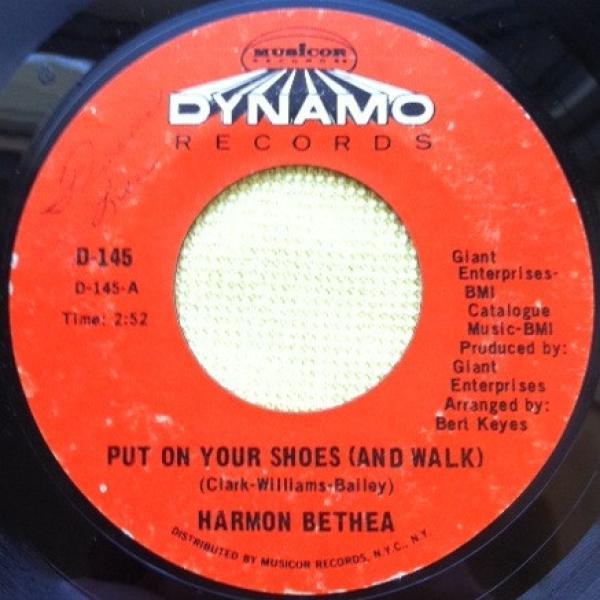 MUSICOR
RECORDS
DYNAMO
RECORDS
D-145
D-145-A
Time: 2:52
Giant
Enterprises-
BMI
Catalogue
Music-BMI
Produced by:
Giant
Enterprises
Arranged by:
Bert Keyes
PUT ON YOUR SHOES (AND WALK)
(Clark-Williams-Bailey)
HARMON BETHEA
DISTRIBUTED BY MUSICOR RECORDS, N.Y.C., N.Y.